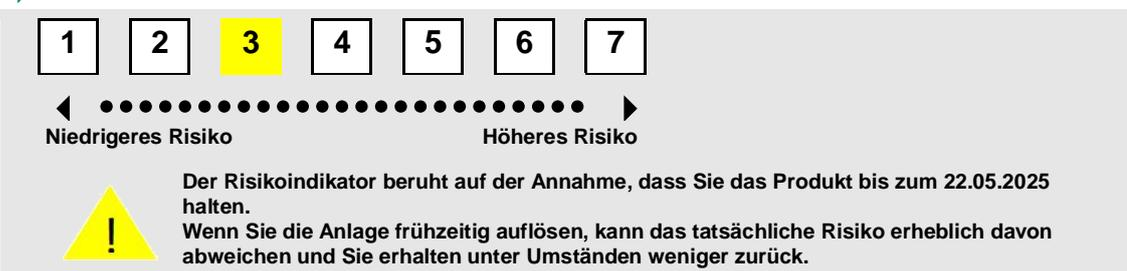 1 2 3 4 5 6 7
Niedrigeres Risiko Höheres Risiko
Der Risikoindikator beruht auf der Annahme, dass Sie das Produkt bis zum 22.05.2025
halten.
Wenn Sie die Anlage frühzeitig auflösen, kann das tatsächliche Risiko erheblich davon
abweichen und Sie erhalten unter Umständen weniger zurück.
!